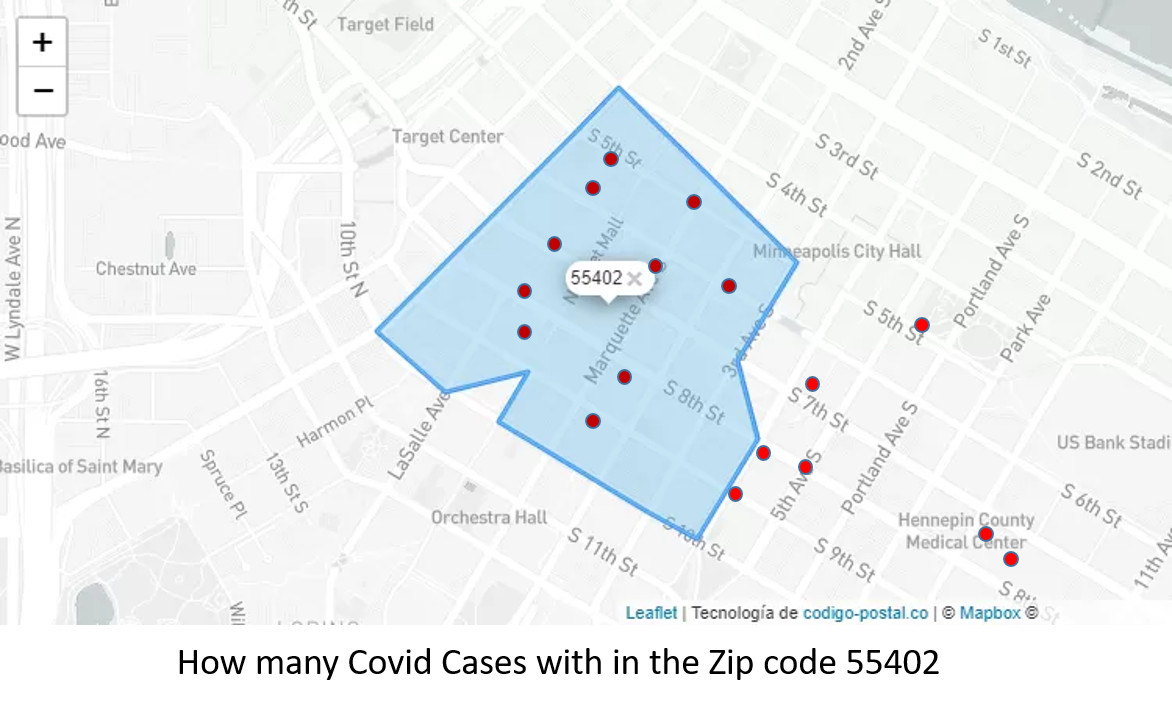 +
−
Target Field
2nd Ave S
S 1st St
ood Ave
Target Center
S 5th St
S 3rd St
S 2nd St
S 4th St
10th St N
Minneapolis City Hall
Portland Ave S
Chestnut Ave
55402
W Lyndale Ave N
Marquette Ave
3rd Ave S
S 5th St
Park Ave
16th St N
S 8th St
S 7th St
Harmon Pl
LaSalle Ave
Portland Ave S
US Bank Stadi
Basilica of Saint Mary
Spruce Pl
13th St S
5th Ave S
S 6th St
Orchestra Hall
S 10th St
S 11th St
S 9th St
Hennepin County
Medical Center
11th Av
S 8th St
Leaflet | Tecnología de codigo-postal.co | © Mapbox ©
How many Covid Cases with in the Zip code 55402